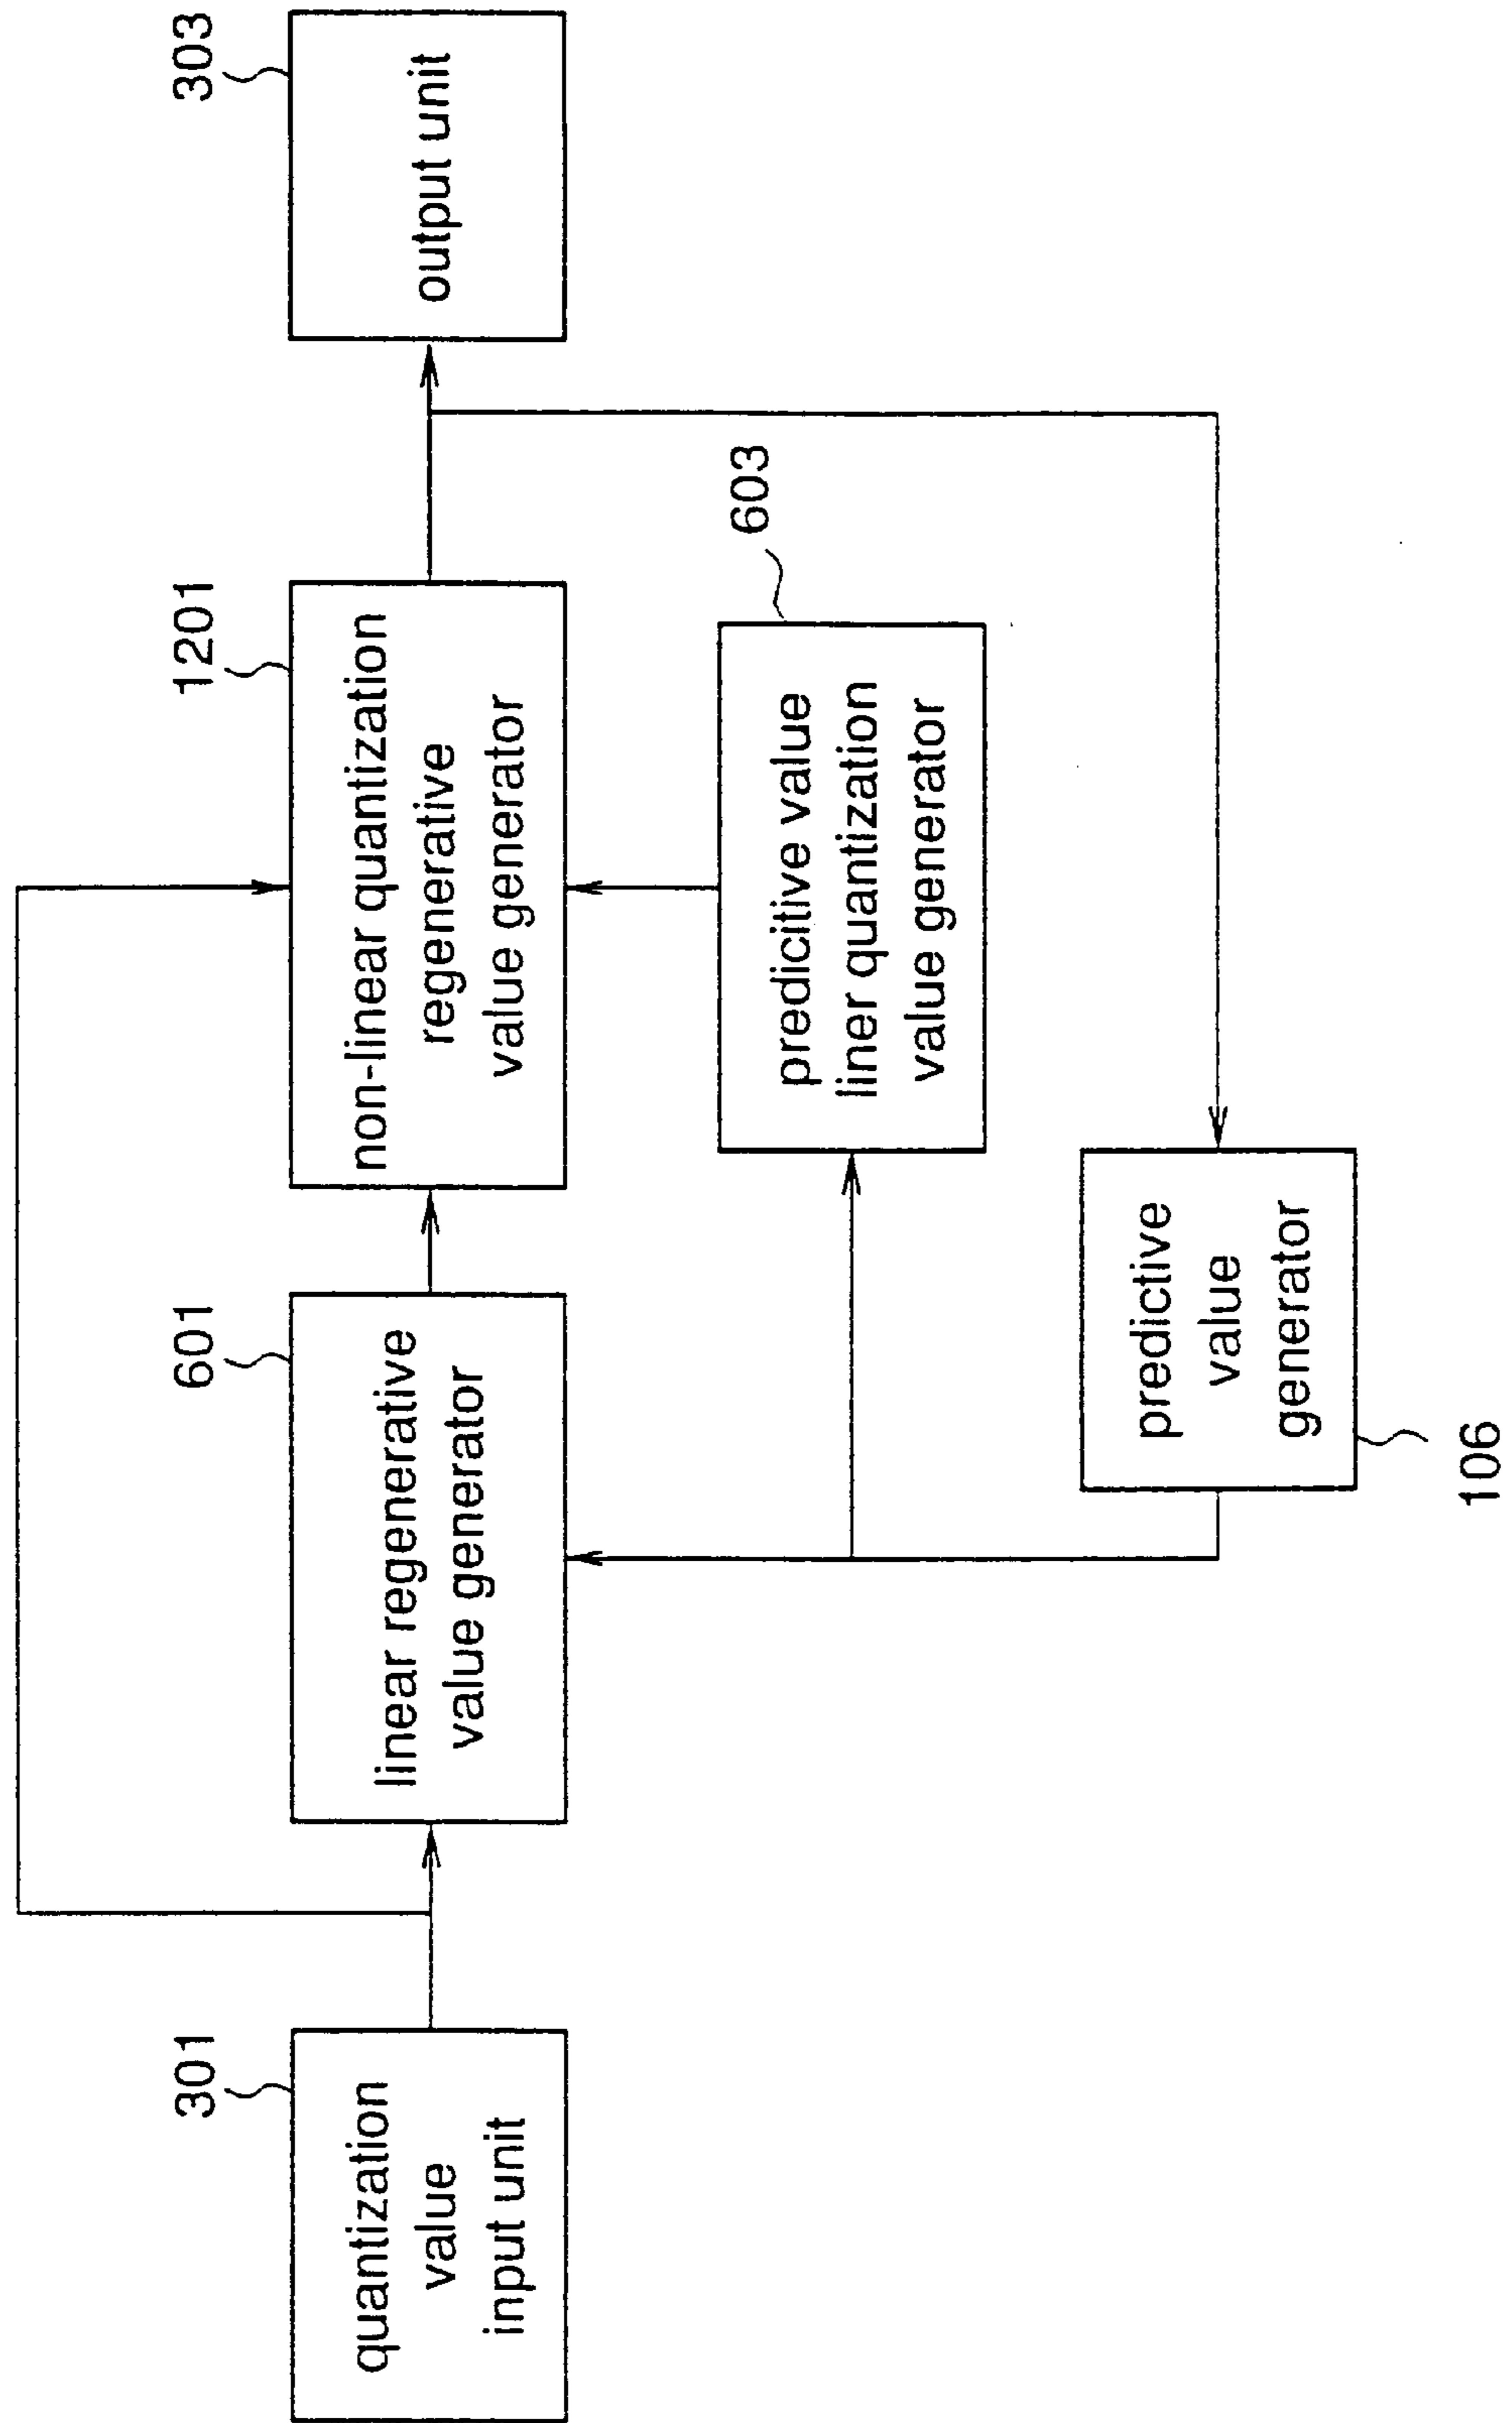 301
quantization
value
input unit
601
linear regenerative
value generator
1201
non-linear quantization
regenerative
value generator
303
output unit
603
predicitive value
liner quantization
value generator
predictive
value
generator
106